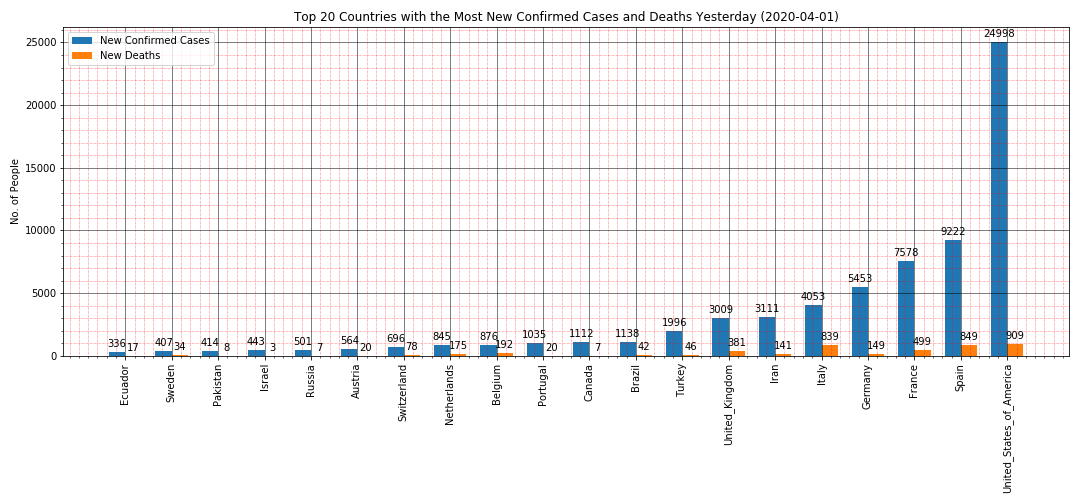 Top 20 Countries with the Most New Confirmed Cases and Deaths Yesterday (2020-04-01)
New Confirmed Cases
New Deaths
No. of People
25000
20000
15000
10000
5000
0
336 17
407 34
414 8
443 3
501 7
564 20
696 78
845 175
876 192
1035 20
1112 7
1138 42
1996 46
3009 381
3111 141
4053 839
5453 149
7578 499
9222 849
24998 909
Ecuador
Sweden
Pakistan
Israel
Russia
Austria
Switzerland
Netherlands
Belgium
Portugal
Canada
Brazil
Turkey
United_Kingdom
Iran
Italy
Germany
France
Spain
United_States_of_America